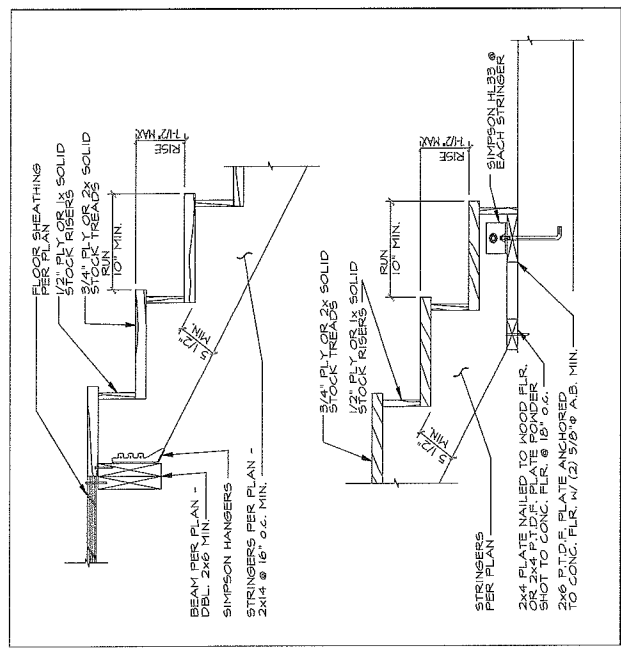 FLOOR SHEATHING
PER PLAN
1/2" PLY OR 1x SOLID
STOCK RISERS
3/4" PLY OR 2x SOLID
STOCK TREADS
RUN
10" MIN.
RISE
7-1/2" MAX.
5 1/2"
MIN.
BEAM PER PLAN -
DBL. 2x6 MIN.
SIMPSON HANGERS
STRINGERS PER PLAN -
2x14 @ 16" O.C. MIN.
3/4" PLY OR 2x SOLID
STOCK TREADS
1/2" PLY OR 1x SOLID
STOCK RISERS
RUN
10" MIN.
RISE
7-1/2" MAX.
SIMPSON HL33 @
EACH STRINGER
5 1/2"
MIN.
STRINGERS
PER PLAN
2x4 PLATE NAILED TO WOOD FLR.
OR 2x4 P.T.D.F. PLATE POWDER
SHOT TO CONC. FLR. @ 18" O.C.
2x6 P.T.D.F. PLATE ANCHORED
TO CONC. FLR. W/ (2) 5/8"Φ A.B. MIN.